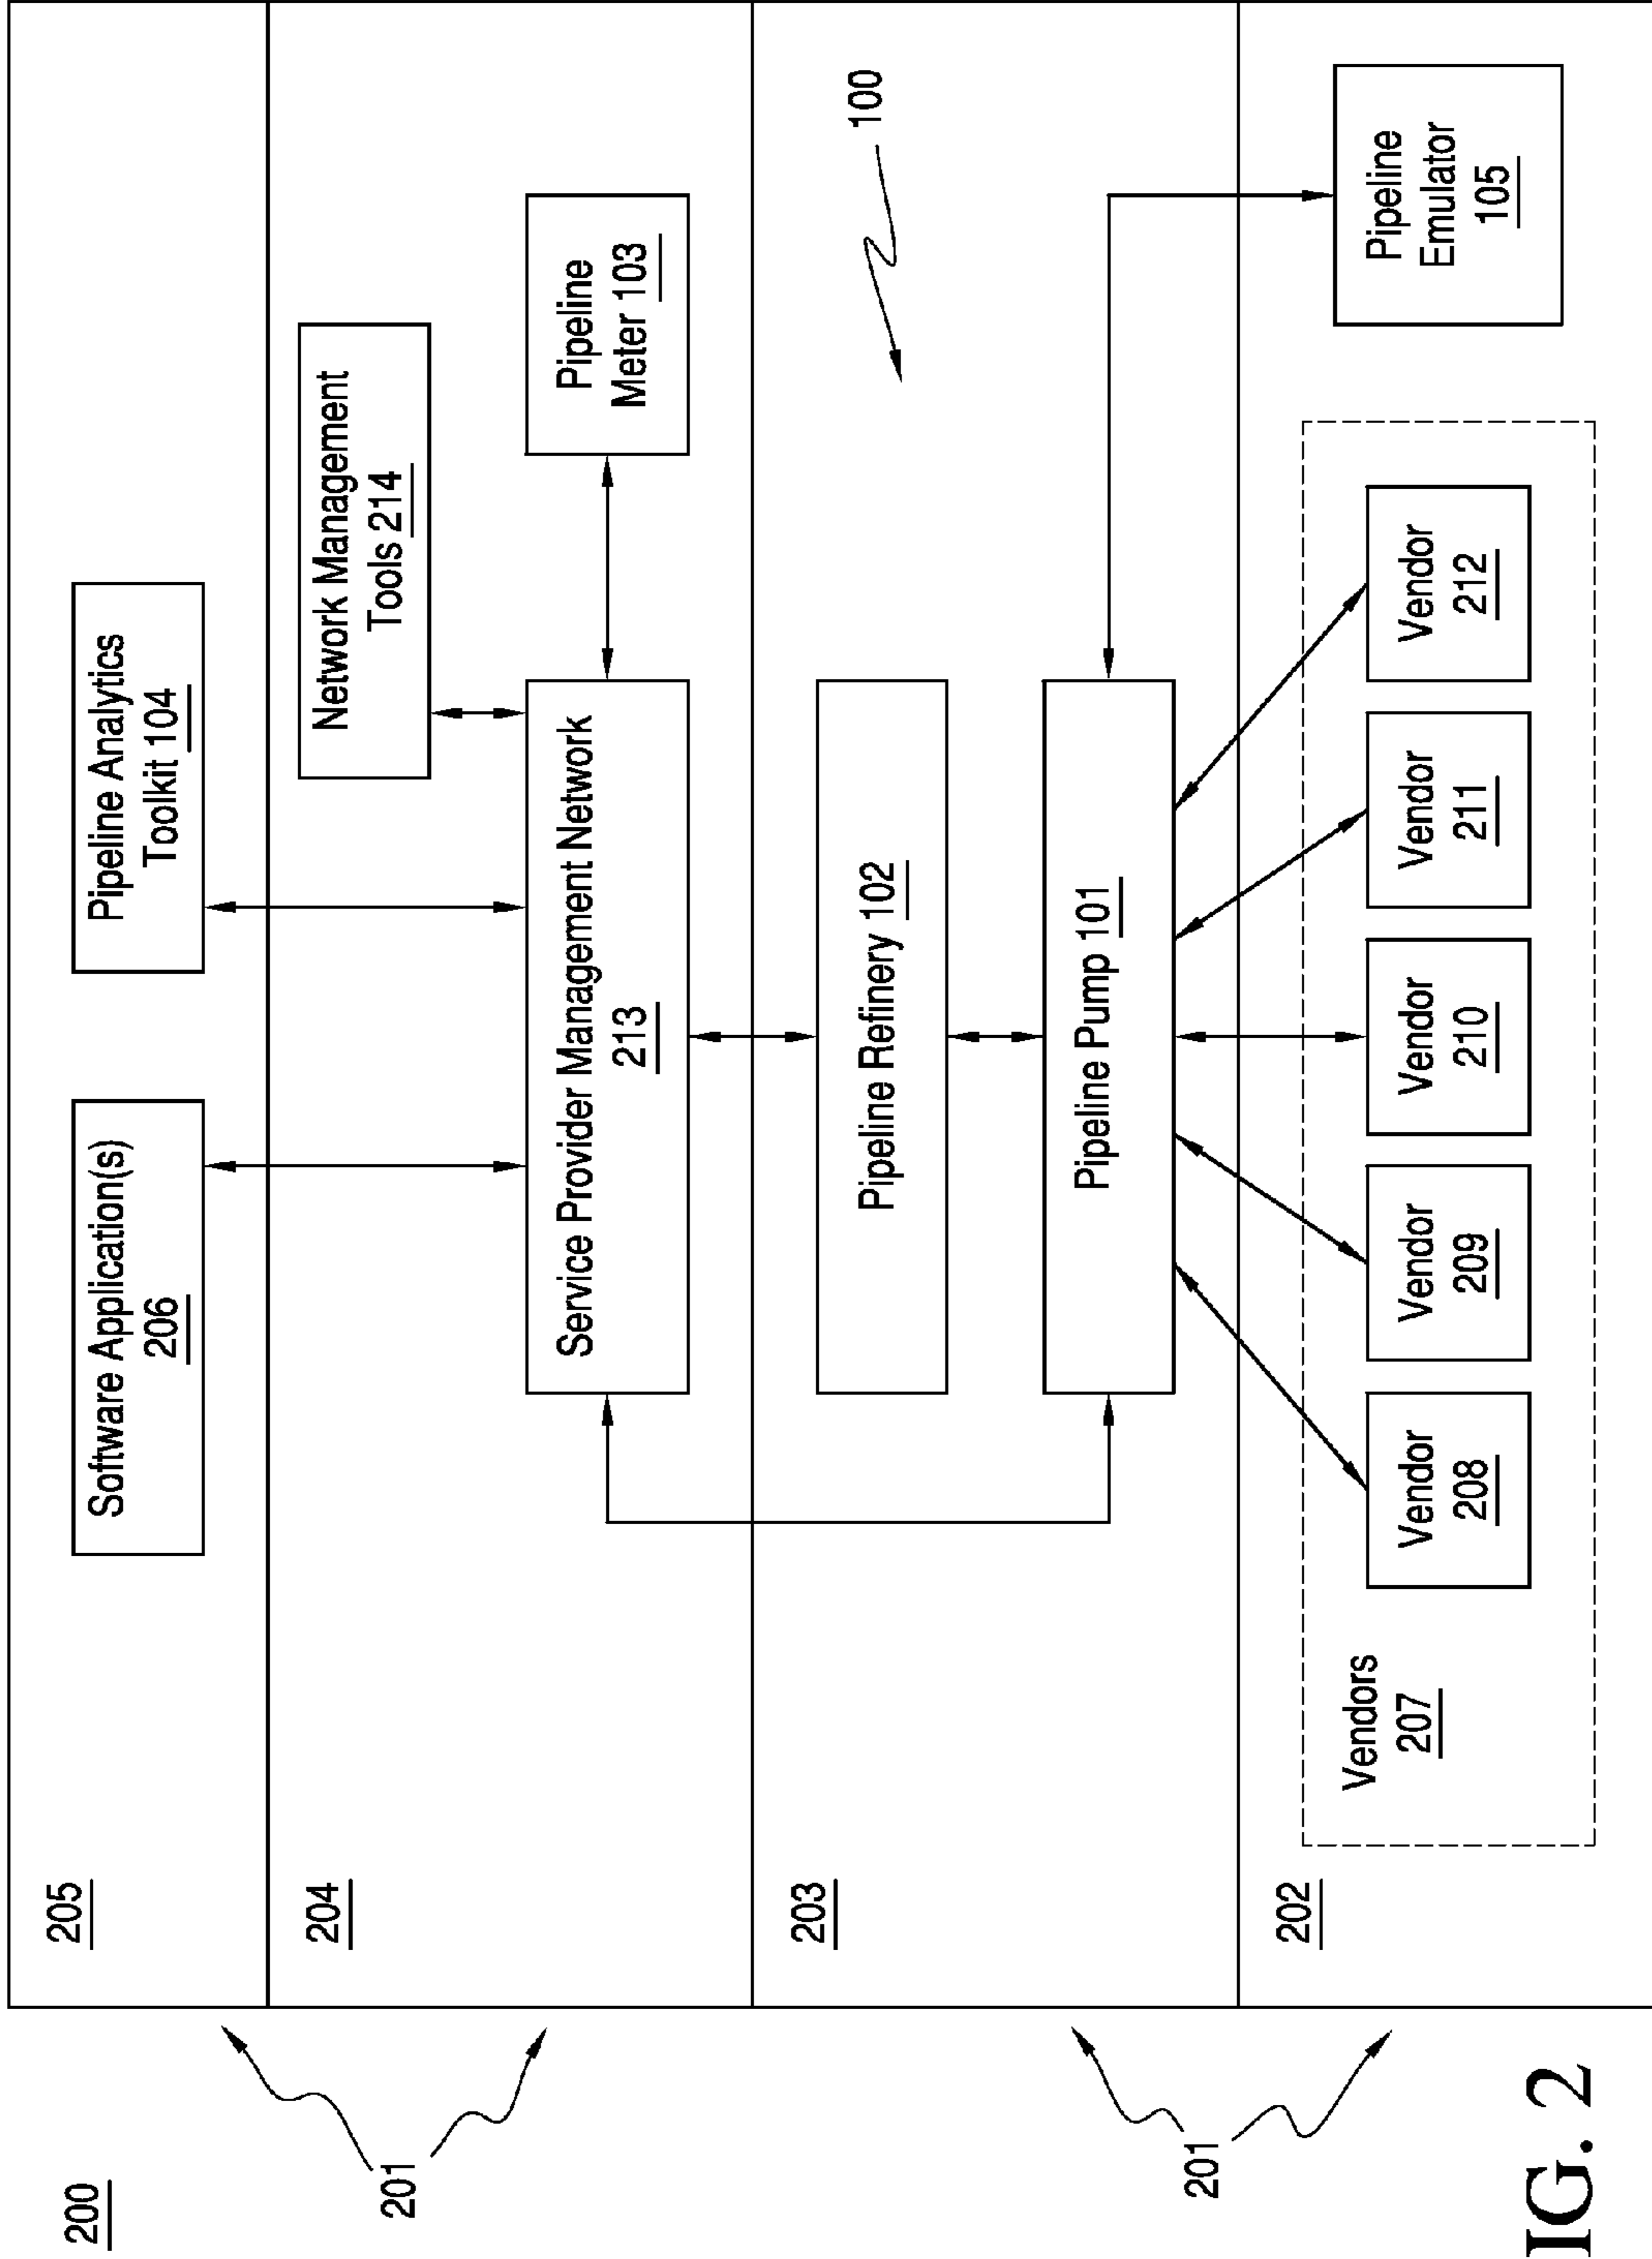 200
201
201
205
Software Application(s)
206
Pipeline Analytics
Toolkit 104
204
Network Management
Tools 214
Service Provider Management Network
213
Pipeline
Meter 103
203
100
Pipeline Refinery 102
Pipeline Pump 101
202
Vendors
207
Vendor
208
Vendor
209
Vendor
210
Vendor
211
Vendor
212
Pipeline
Emulator
105
IG. 2